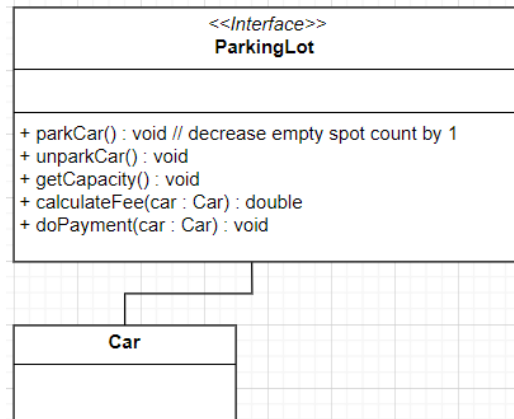 <<Interface>>
ParkingLot
+ parkCar() : void // decrease empty spot count by 1
+ unparkCar() : void
+ getCapacity() : void
+ calculateFee(car : Car) : double
+ doPayment(car : Car) : void
Car